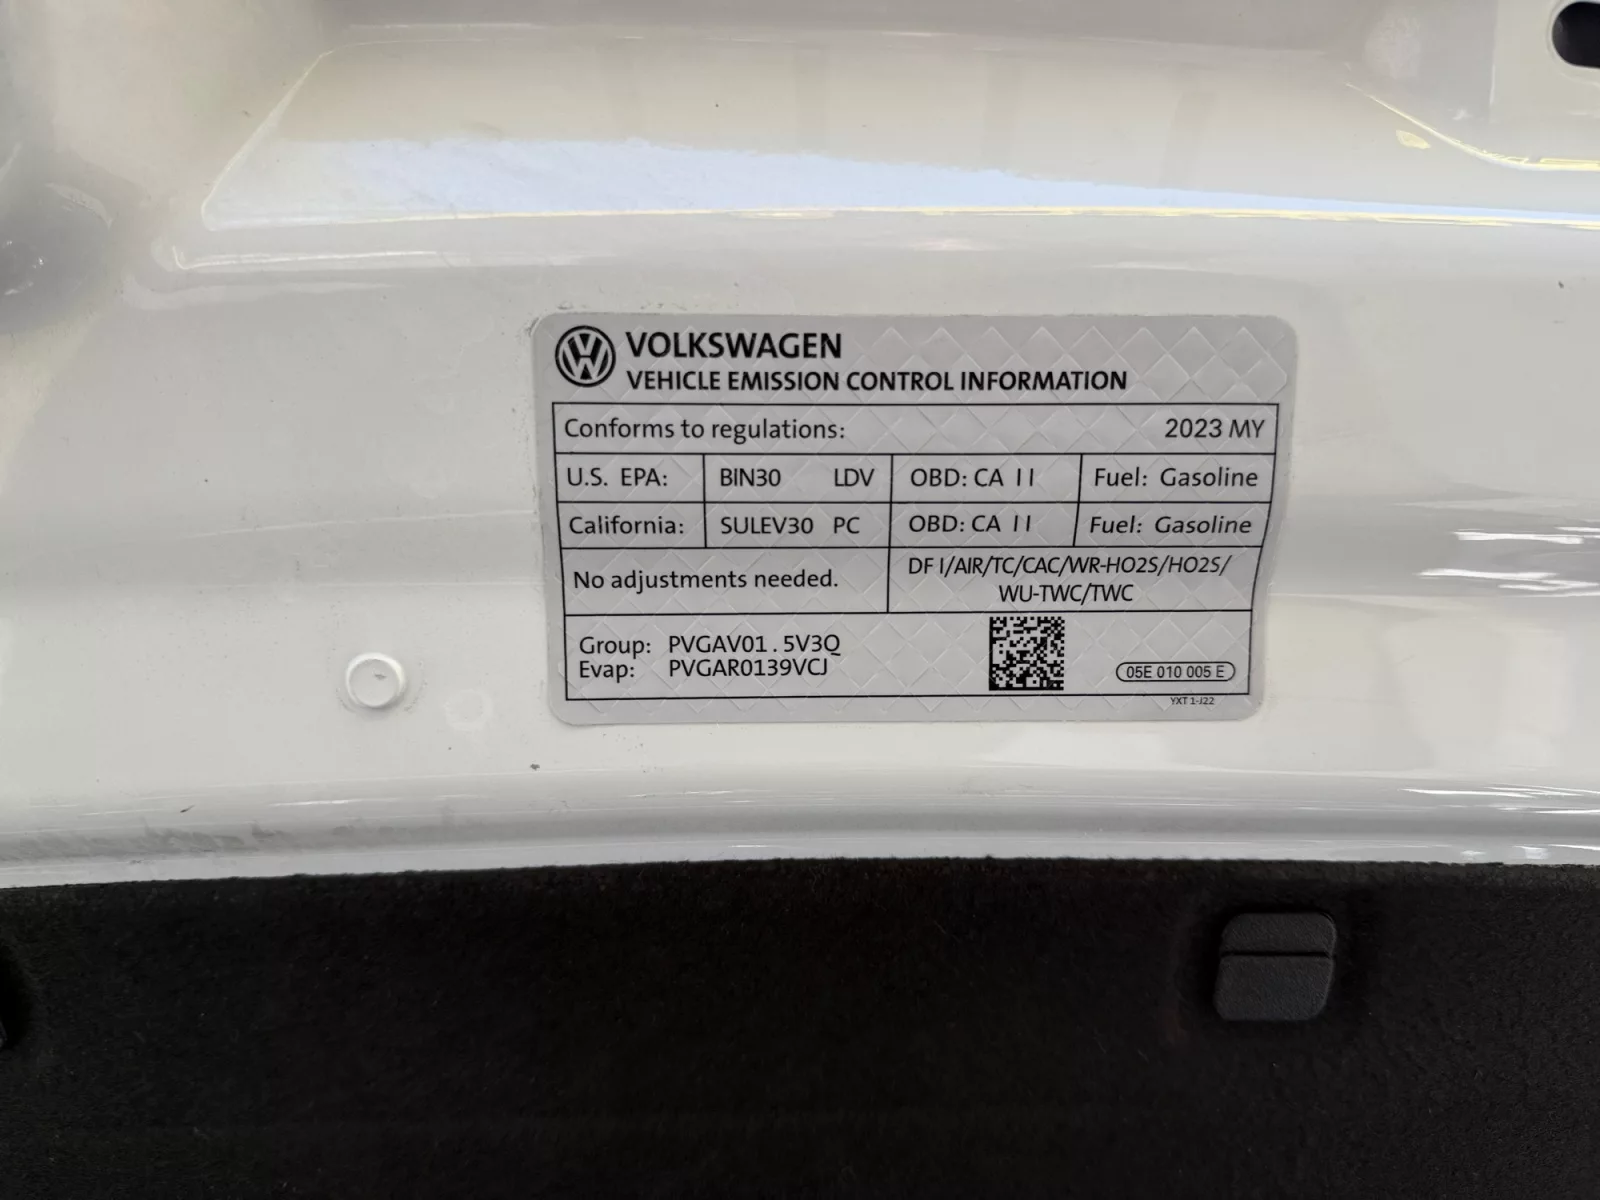 VOLKSWAGEN
VEHICLE EMISSION CONTROL INFORMATION
Conforms to regulations: 2023 MY
U.S. EPA: BIN30 LDV OBD: CA II Fuel: Gasoline
California: SULEV30 PC OBD: CA II Fuel: Gasoline
No adjustments needed. DFI/AIR/TC/CAC/WR-HO2S/HO2S/
WU-TWC/TWC
Group: PVGAV01.5V3Q
Evap: PVGAR0139VCJ
05E 010 005 E
YXT 1-J22